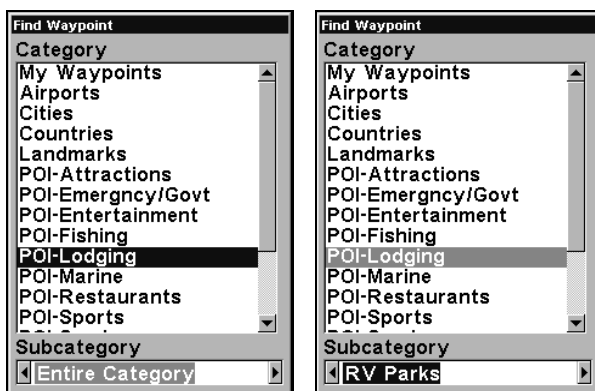 Find Waypoint
Category
My Waypoints
Airports
Cities
Countries
Landmarks
POI-Attractions
POI-Emergncy/Govt
POI-Entertainment
POI-Fishing
POI-Lodging
POI-Marine
POI-Restaurants
POI-Sports
Subcategory
Entire Category
Find Waypoint
Category
My Waypoints
Airports
Cities
Countries
Landmarks
POI-Attractions
POI-Emergncy/Govt
POI-Entertainment
POI-Fishing
POI-Lodging
POI-Marine
POI-Restaurants
POI-Sports
Subcategory
RV Parks